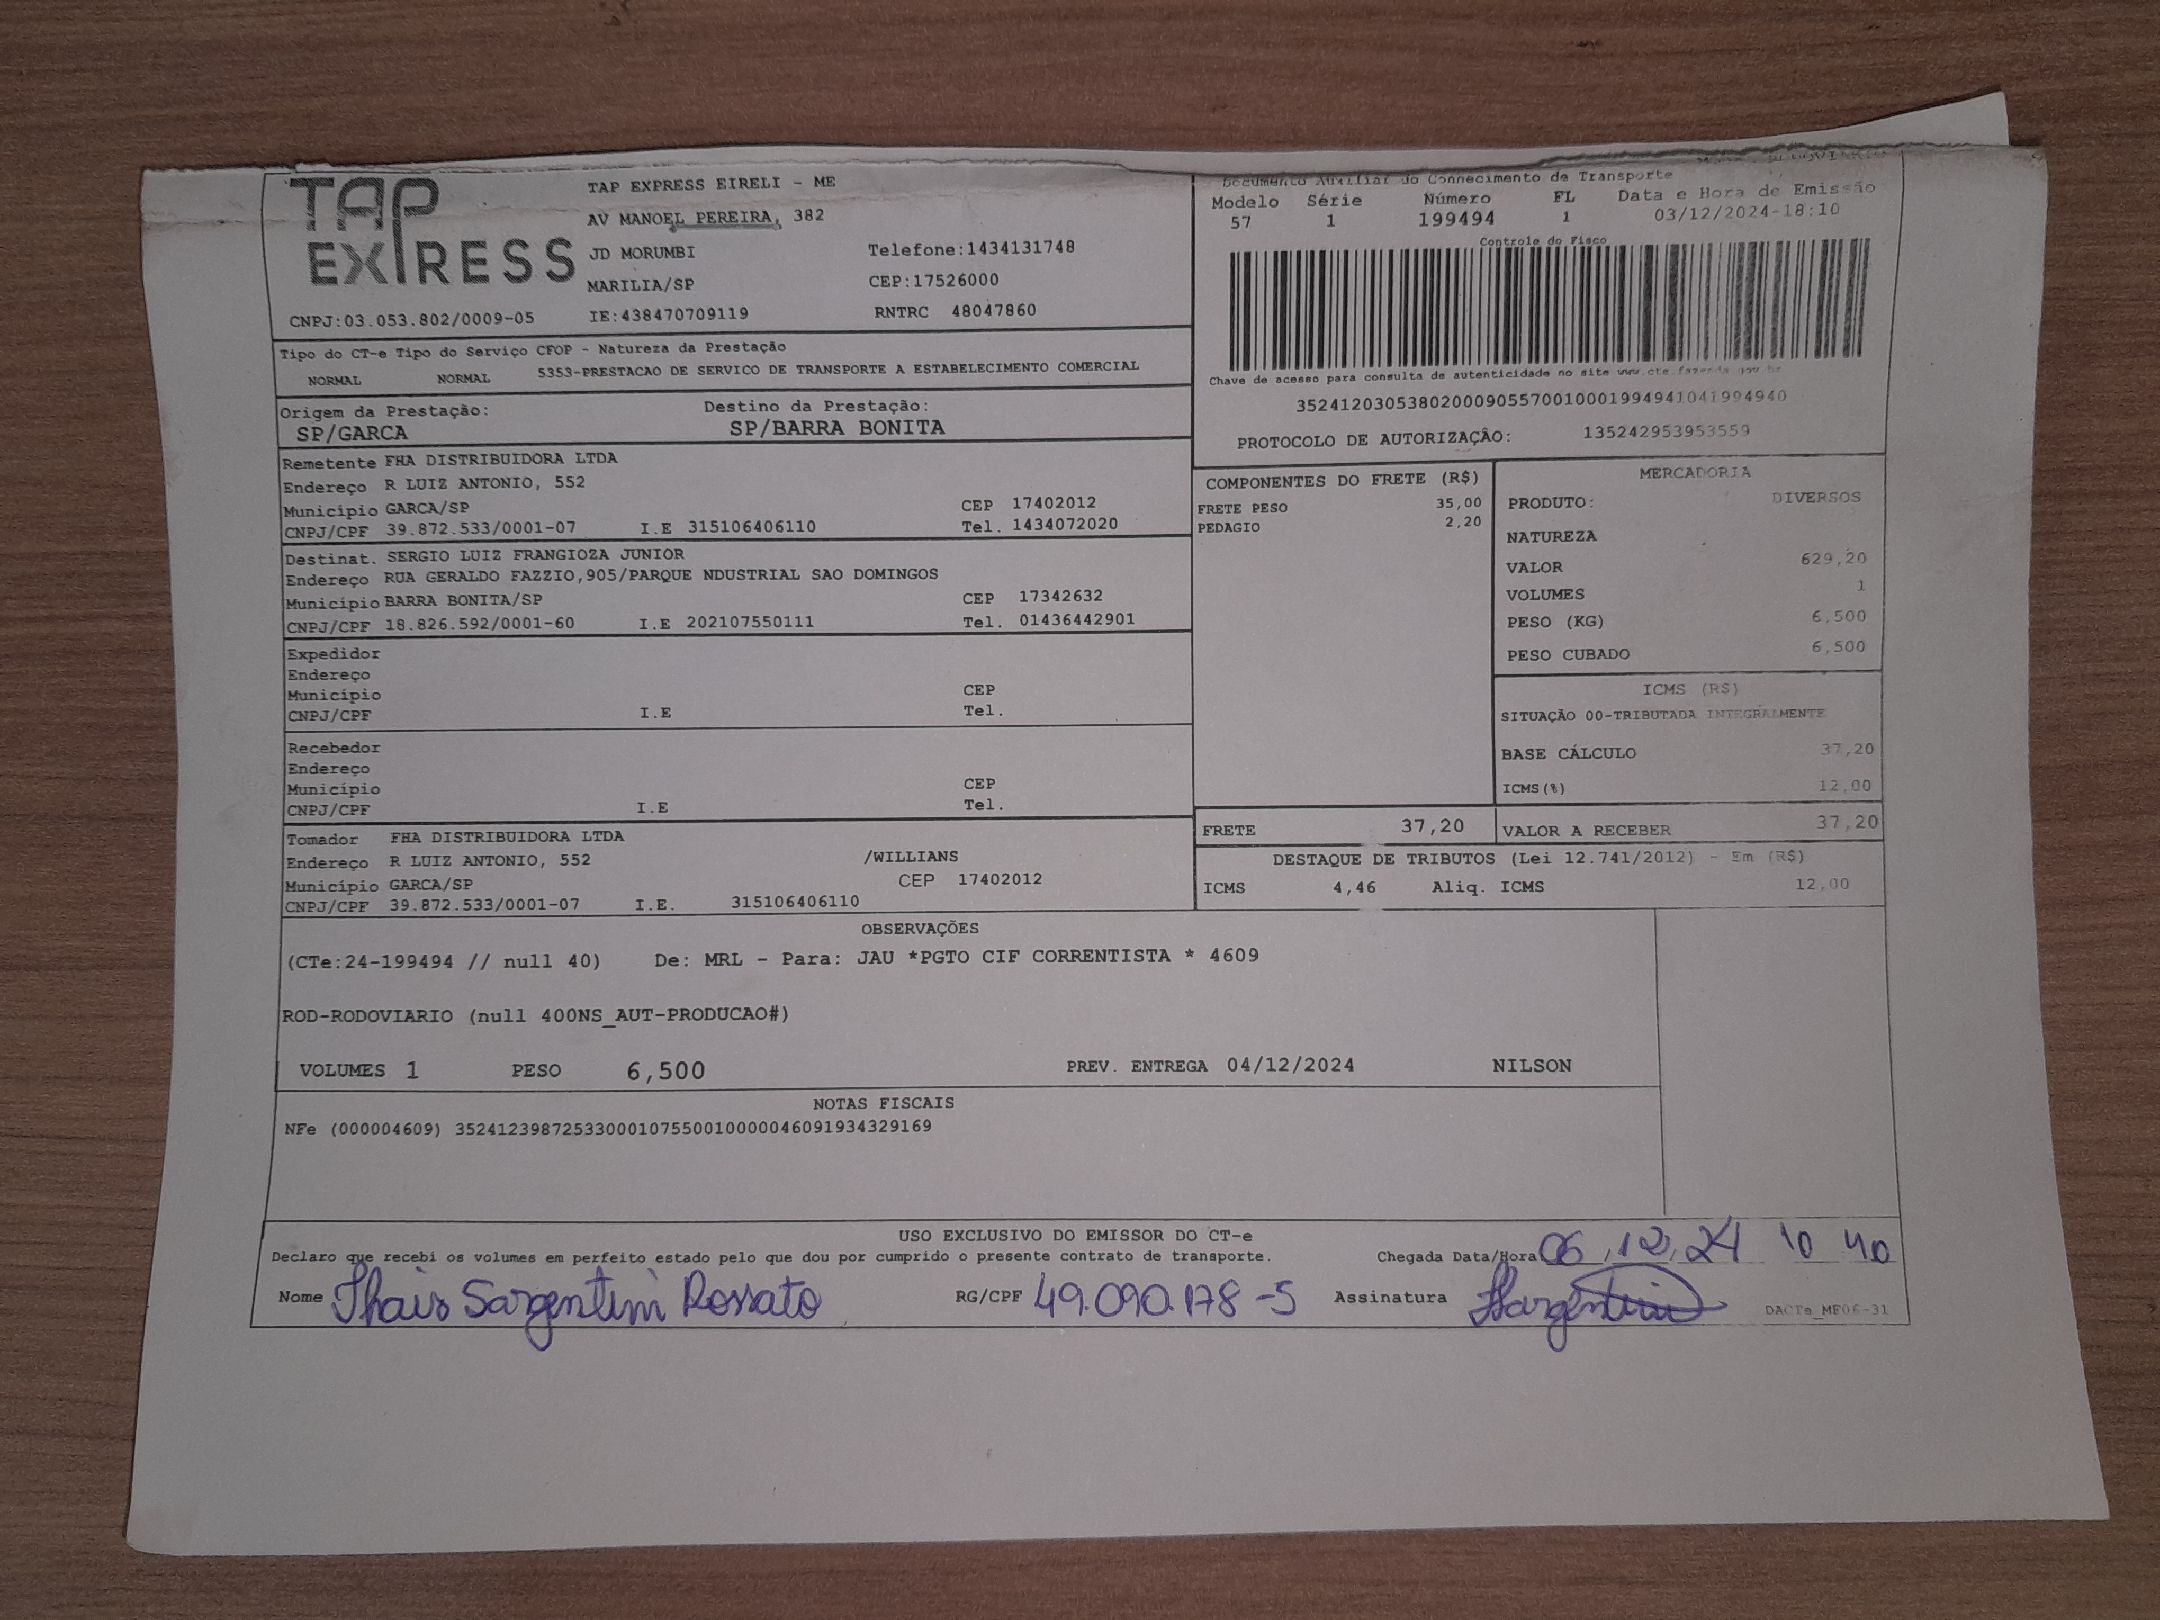 TAP
EXPRESS
TAP EXPRESS EIRELI - ME
AV MANOEL PEREIRA, 382
JD MORUMBI Telefone:1434131748
MARILIA/SP CEP:17526000
CNPJ:03.053.802/0009-05 IE:438470709119 RNTRC 48047860
Documento Auxiliar do Conhecimento de Transporte
Modelo Série Número FL Data e Hora de Emissão
57 1 199494 1 03/12/2024-18:10
Controle do Fisco
Chave de acesso para consulta de autenticidade no site www.cte.fazenda.gov.br
35241203053802000905570010001994941041994940
PROTOCOLO DE AUTORIZAÇÃO: 135242953953559
Tipo do CT-e Tipo do Serviço CFOP - Natureza da Prestação
NORMAL NORMAL 5353-PRESTACAO DE SERVICO DE TRANSPORTE A ESTABELECIMENTO COMERCIAL
Origem da Prestação: Destino da Prestação:
SP/GARCA SP/BARRA BONITA
Remetente FHA DISTRIBUIDORA LTDA
Endereço R LUIZ ANTONIO, 552
Município GARCA/SP CEP 17402012
CNPJ/CPF 39.872.533/0001-07 I.E 315106406110 Tel. 1434072020
Destinat. SERGIO LUIZ FRANGIOZA JUNIOR
Endereço RUA GERALDO FAZZIO,905/PARQUE NDUSTRIAL SAO DOMINGOS
Município BARRA BONITA/SP CEP 17342632
CNPJ/CPF 18.826.592/0001-60 I.E 202107550111 Tel. 01436442901
Expedidor
Endereço
Município CEP
CNPJ/CPF I.E Tel.
Recebedor
Endereço
Município CEP
CNPJ/CPF I.E Tel.
Tomador FHA DISTRIBUIDORA LTDA
Endereço R LUIZ ANTONIO, 552 /WILLIANS
Município GARCA/SP CEP 17402012
CNPJ/CPF 39.872.533/0001-07 I.E. 315106406110
COMPONENTES DO FRETE (R$)
FRETE PESO 35,00
PEDAGIO 2,20
MERCADORIA
PRODUTO: DIVERSOS
NATUREZA
VALOR 629,20
VOLUMES 1
PESO (KG) 6,500
PESO CUBADO 6,500
ICMS (R$)
SITUAÇÃO 00-TRIBUTADA INTEGRALMENTE
BASE CÁLCULO 37,20
ICMS(%) 12,00
FRETE 37,20 VALOR A RECEBER 37,20
DESTAQUE DE TRIBUTOS (Lei 12.741/2012) - Em (R$)
ICMS 4,46 Aliq. ICMS 12,00
OBSERVAÇÕES
(CTe:24-199494 // null 40) De: MRL - Para: JAU *PGTO CIF CORRENTISTA * 4609
ROD-RODOVIARIO (null 400NS_AUT-PRODUCAO#)
VOLUMES 1 PESO 6,500 PREV. ENTREGA 04/12/2024 NILSON
NOTAS FISCAIS
NFe (000004609) 35241239872533000107550010000046091934329169
USO EXCLUSIVO DO EMISSOR DO CT-e
Declaro que recebi os volumes em perfeito estado pelo que dou por cumprido o presente contrato de transporte. Chegada Data/Hora 06,12,24 10 40
Nome Thais Sargentini Rossato RG/CPF 49.090.178-5 Assinatura TSargentini DACTe_ME06-31